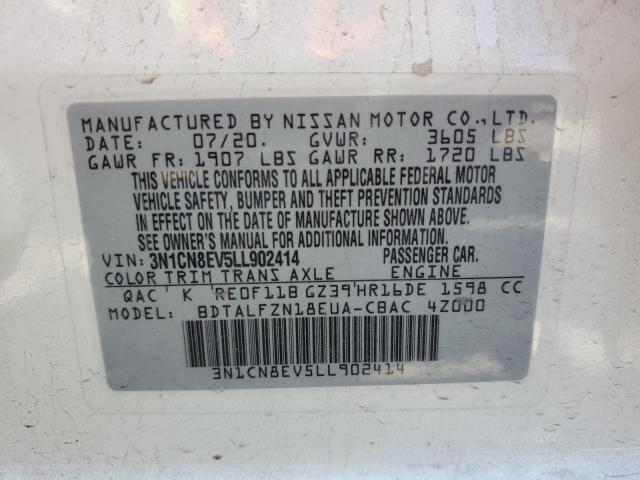 MANUFACTURED BY NISSAN MOTOR CO., LTD.
DATE: 07/20. GVWR: 3605 LBS
GAWR FR: 1907 LBS GAWR RR: 1720 LBS
THIS VEHICLE CONFORMS TO ALL APPLICABLE FEDERAL MOTOR
VEHICLE SAFETY, BUMPER AND THEFT PREVENTION STANDARDS
IN EFFECT ON THE DATE OF MANUFACTURE SHOWN ABOVE.
SEE OWNER'S MANUAL FOR ADDITIONAL INFORMATION.
VIN: 3N1CN8EV5LL902414 PASSENGER CAR.
COLOR TRIM TRANS AXLE ENGINE
QAC K RE0F11B GZ39 HR16DE 1598 CC
MODEL: BDTALFZN18EUA-CBAC 4Z000
3N1CN8EV5LL902414